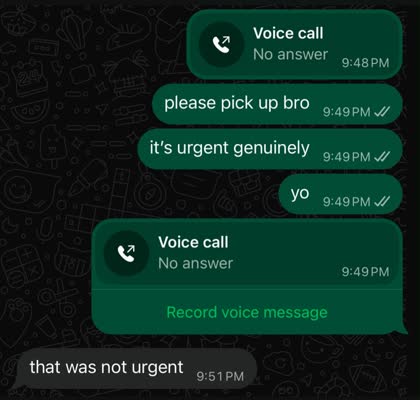 Voice call
No answer
9:48 PM
please pick up bro
9:49 PM
it’s urgent genuinely
9:49 PM
yo
9:49 PM
Voice call
No answer
9:49 PM
Record voice message
that was not urgent
9:51 PM